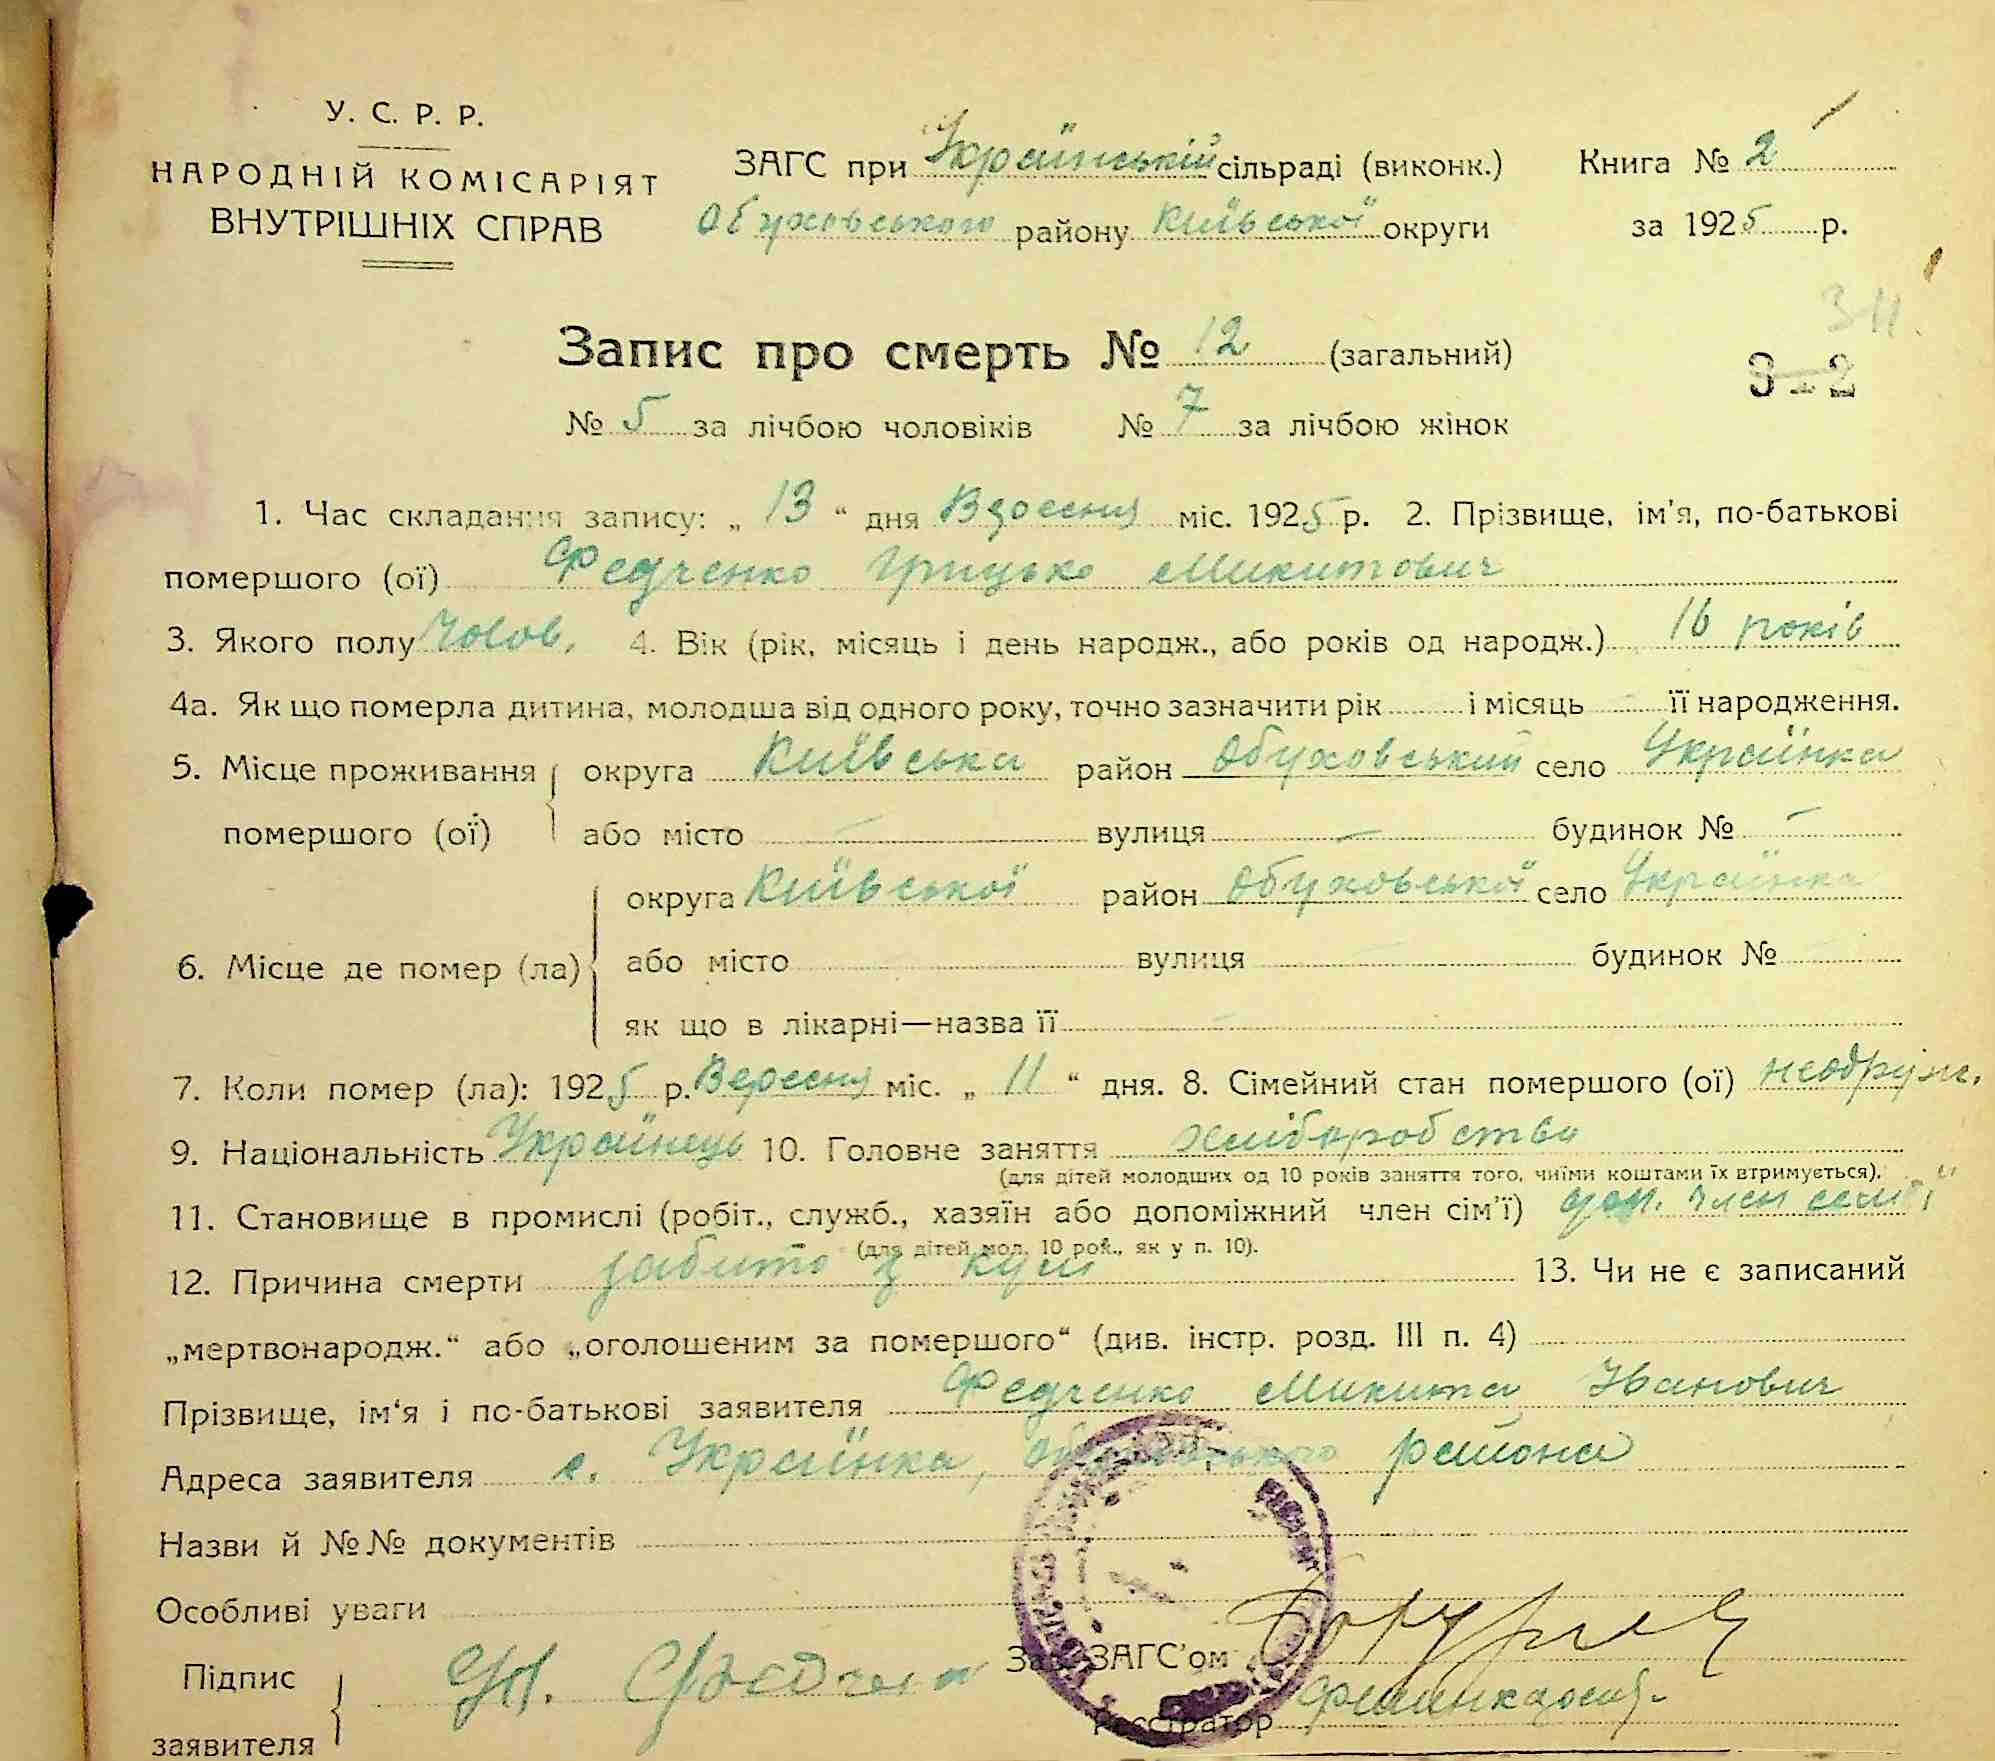 У. С. Р. Р.
НАРОДНІЙ КОМІСАРІЯТ
ВНУТРІШНІХ СПРАВ
ЗАГС при Українській сільраді (виконк.)
Обуховського району Київської округи
Книга № 2
за 1925 р.
311
312
Запис про смерть № 12 (загальний)
№ 5 за лічбою чоловіків № 7 за лічбою жінок
1. Час складання запису: „ 13 “ дня Вересня міс. 1925 р. 2. Прізвище, ім'я, по-батькові
помершого (ої) Федченко Грицько Микитович
3. Якого полу Чолов. 4. Вік (рік, місяць і день народж., або років од народж.) 16 років
4а. Як що померла дитина, молодша від одного року, точно зазначити рік і місяць її народження.
5. Місце проживання помершого (ої) округа Київська район Обуховський село Українка
або місто — вулиця — будинок № —
6. Місце де помер (ла) округа Київської район Обуховської село Українка
або місто вулиця будинок №
як що в лікарні—назва її
7. Коли помер (ла): 1925 р. Вересня міс. „ 11 “ дня. 8. Сімейний стан помершого (ої) неодруж.
9. Національність Українець 10. Головне заняття хліборобство
(для дітей молодших од 10 років заняття того, чиїми коштами їх втримується).
11. Становище в промислі (робіт., служб., хазяїн або допоміжний член сім'ї) доп. член семї
(для дітей мол. 10 рок., як у п. 10).
12. Причина смерти забито з кулі 13. Чи не є записаний
„мертвонародж.“ або „оголошеним за помершого“ (див. інстр. розд. III п. 4)
Прізвище, ім'я і по-батькові заявителя Федченко Микита Иванович
Адреса заявителя с. Українка, Обуховського района
Назви й №№ документів
Особливі уваги
Підпис
заявителя
Зав. ЗАГС'ом
Реєстратор